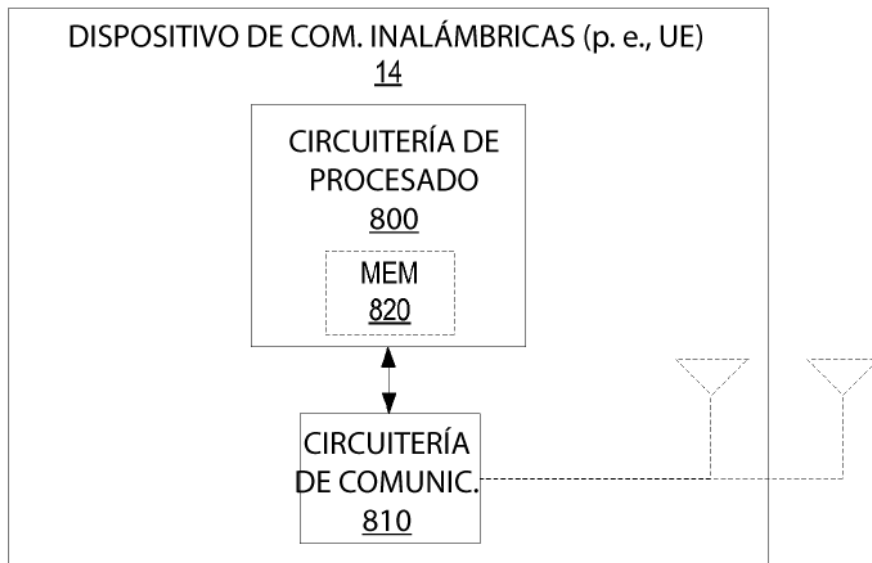 DISPOSITIVO DE COM. INALÁMBRICAS (p. e., UE)
14
CIRCUITERÍA DE
PROCESADO
800
MEM
820
CIRCUITERÍA
DE COMUNIC.
810